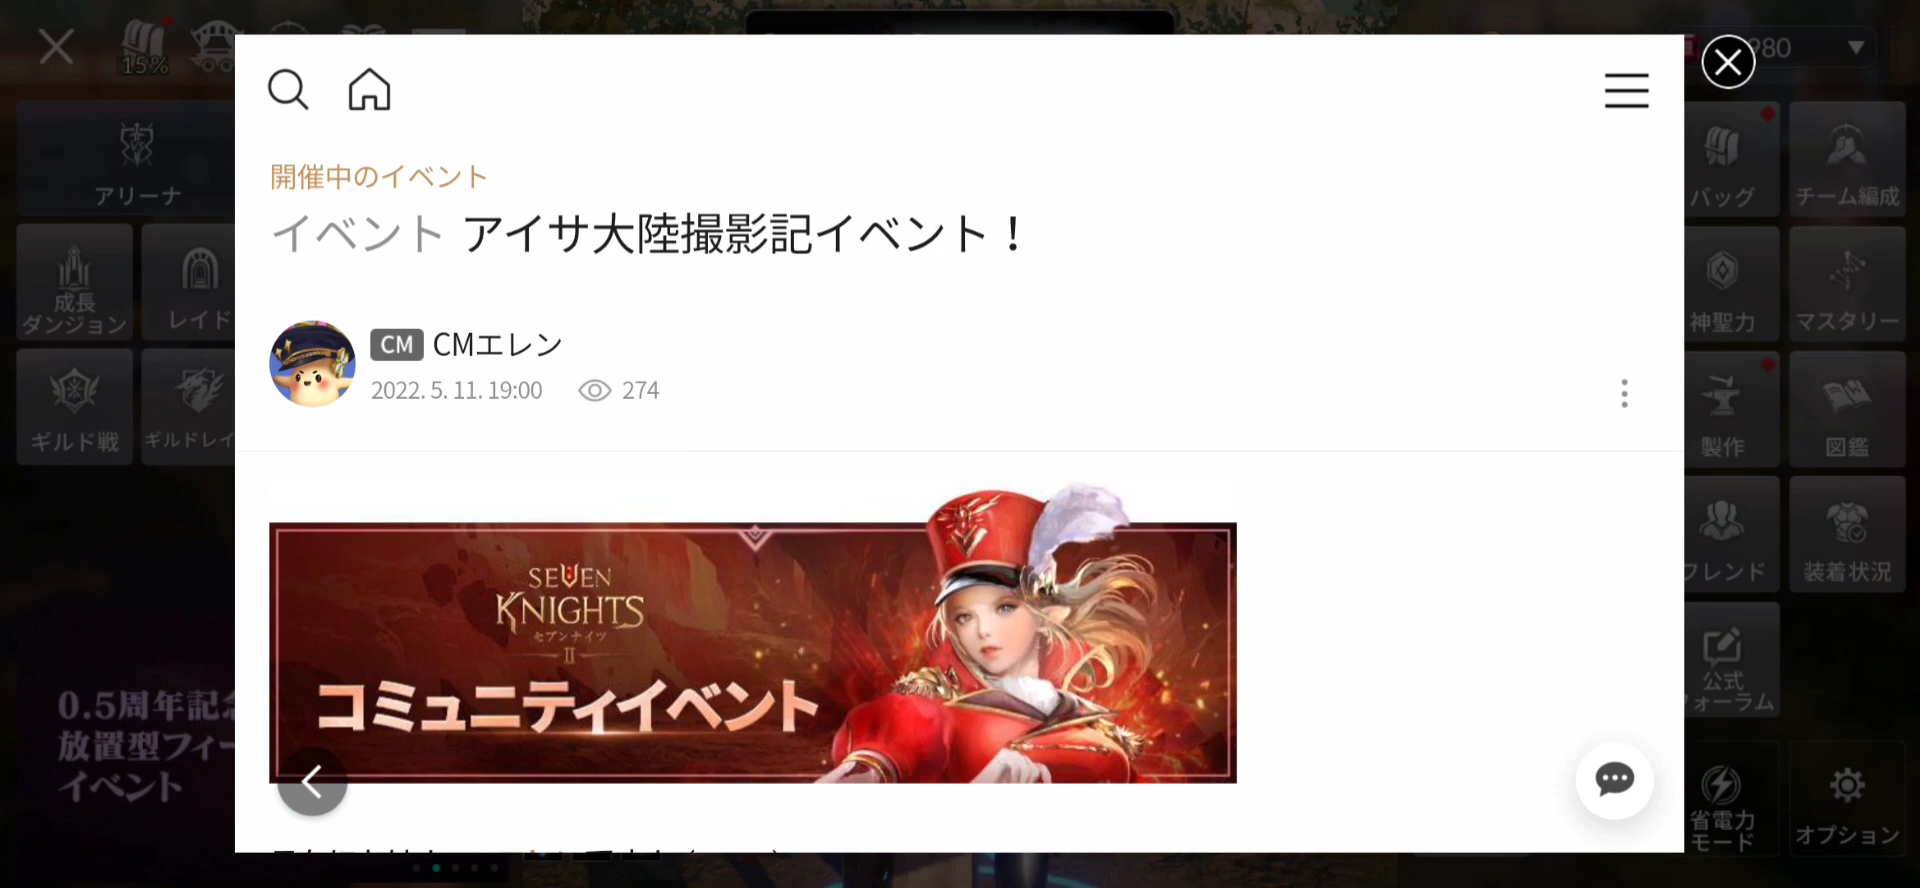 15%
980
アリーナ
成長
ダンジョン
レイド
ギルド戦
ギルドレイ
0.5周年記念
放置型フィー
イベント
開催中のイベント
イベント アイサ大陸撮影記イベント！
CM CMエレン
2022. 5. 11. 19:00 274
SEVEN
KNIGHTS
セブンナイツ
II
コミュニティイベント
バッグ
チーム編成
神聖力
マスタリー
製作
図鑑
フレンド
装着状況
公式
フォーラム
省電力
モード
オプション